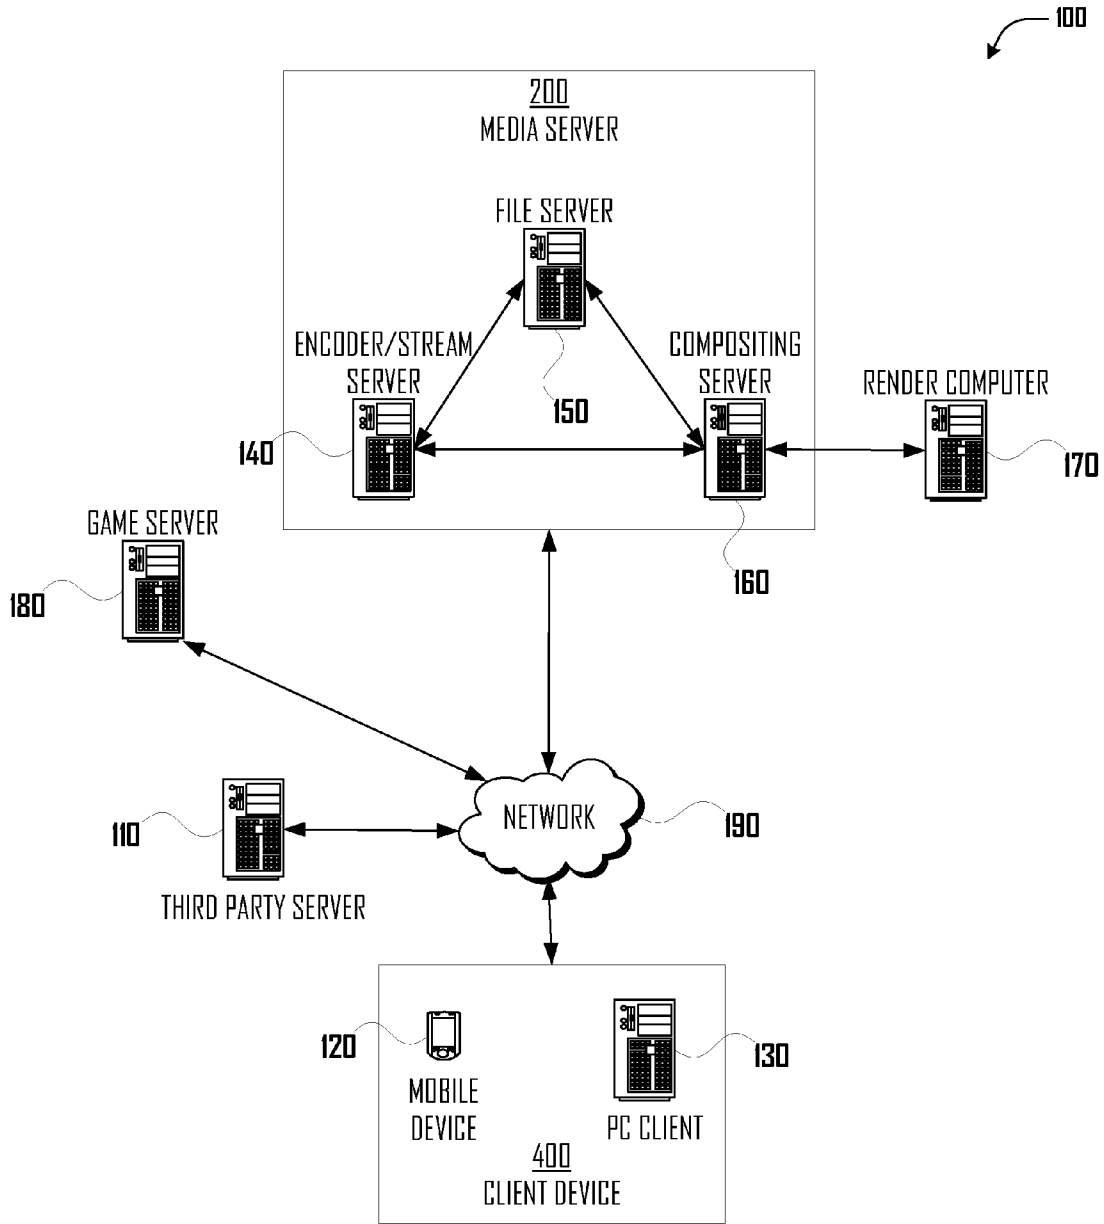 100
200
MEDIA SERVER
FILE SERVER
150
ENCODER/STREAM
SERVER
140
COMPOSITING
SERVER
160
RENDER COMPUTER
170
GAME SERVER
180
NETWORK
190
110
THIRD PARTY SERVER
120
MOBILE
DEVICE
130
PC CLIENT
400
CLIENT DEVICE